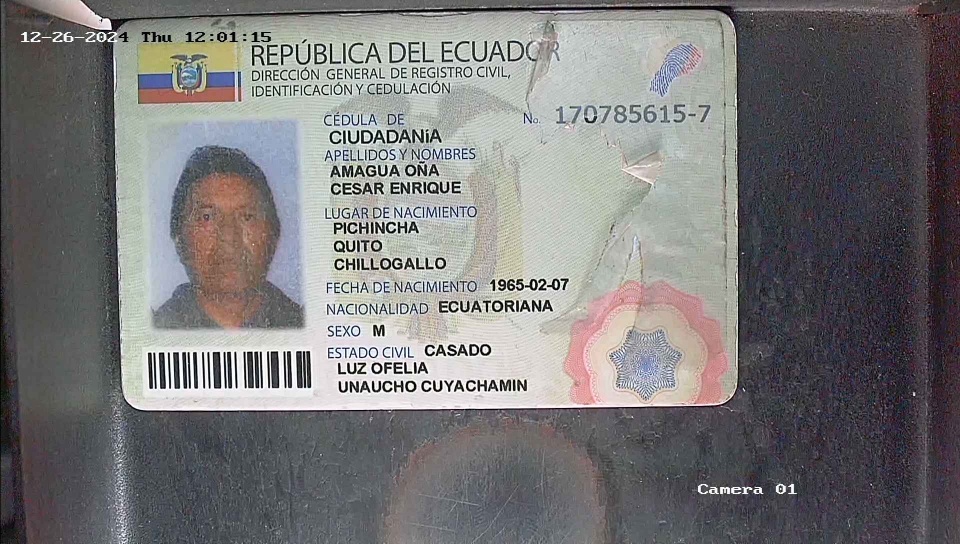 12-26-2024 Thu 12:01:15
REPÚBLICA DEL ECUADOR
DIRECCIÓN GENERAL DE REGISTRO CIVIL,
IDENTIFICACIÓN Y CEDULACIÓN
CÉDULA DE No. 170785615-7
CIUDADANíA
APELLIDOS Y NOMBRES
AMAGUA OÑA
CESAR ENRIQUE
LUGAR DE NACIMIENTO
PICHINCHA
QUITO
CHILLOGALLO
FECHA DE NACIMIENTO 1965-02-07
NACIONALIDAD ECUATORIANA
SEXO M
ESTADO CIVIL CASADO
LUZ OFELIA
UNAUCHO CUYACHAMIN
Camera 01